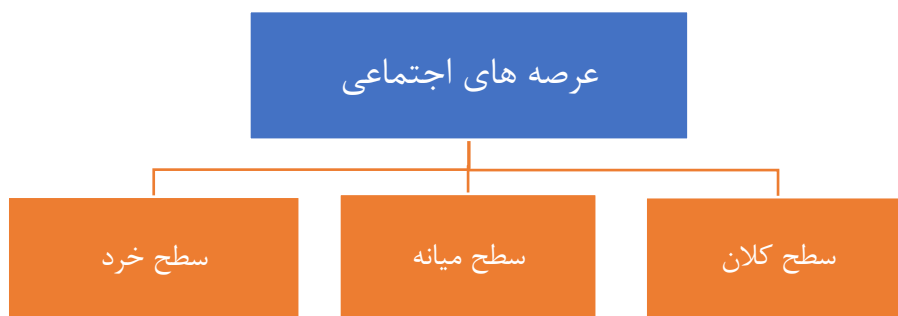 عرصه های اجتماعی
سطح کلان
سطح میانه
سطح خرد